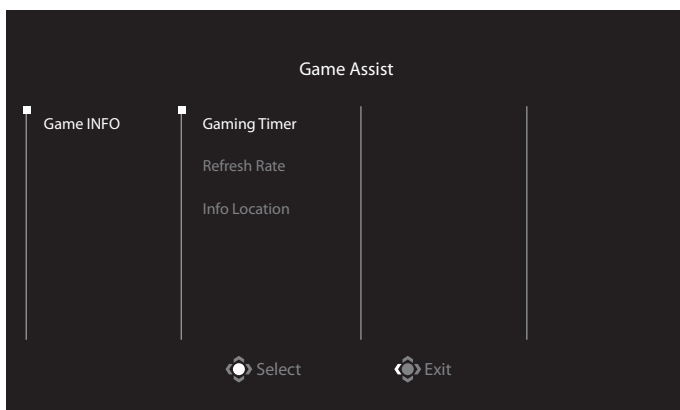 Game Assist
Game INFO
Gaming Timer
Refresh Rate
Info Location
Select
Exit